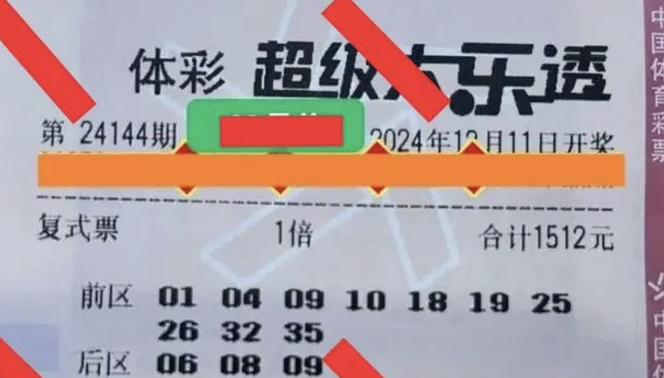 体彩 超级大乐透
第 24144期 2024年12月11日开奖
复式票 1倍 合计1512元
前区 01 04 09 10 18 19 25
26 32 35
后区 06 08 09
中国体育彩票